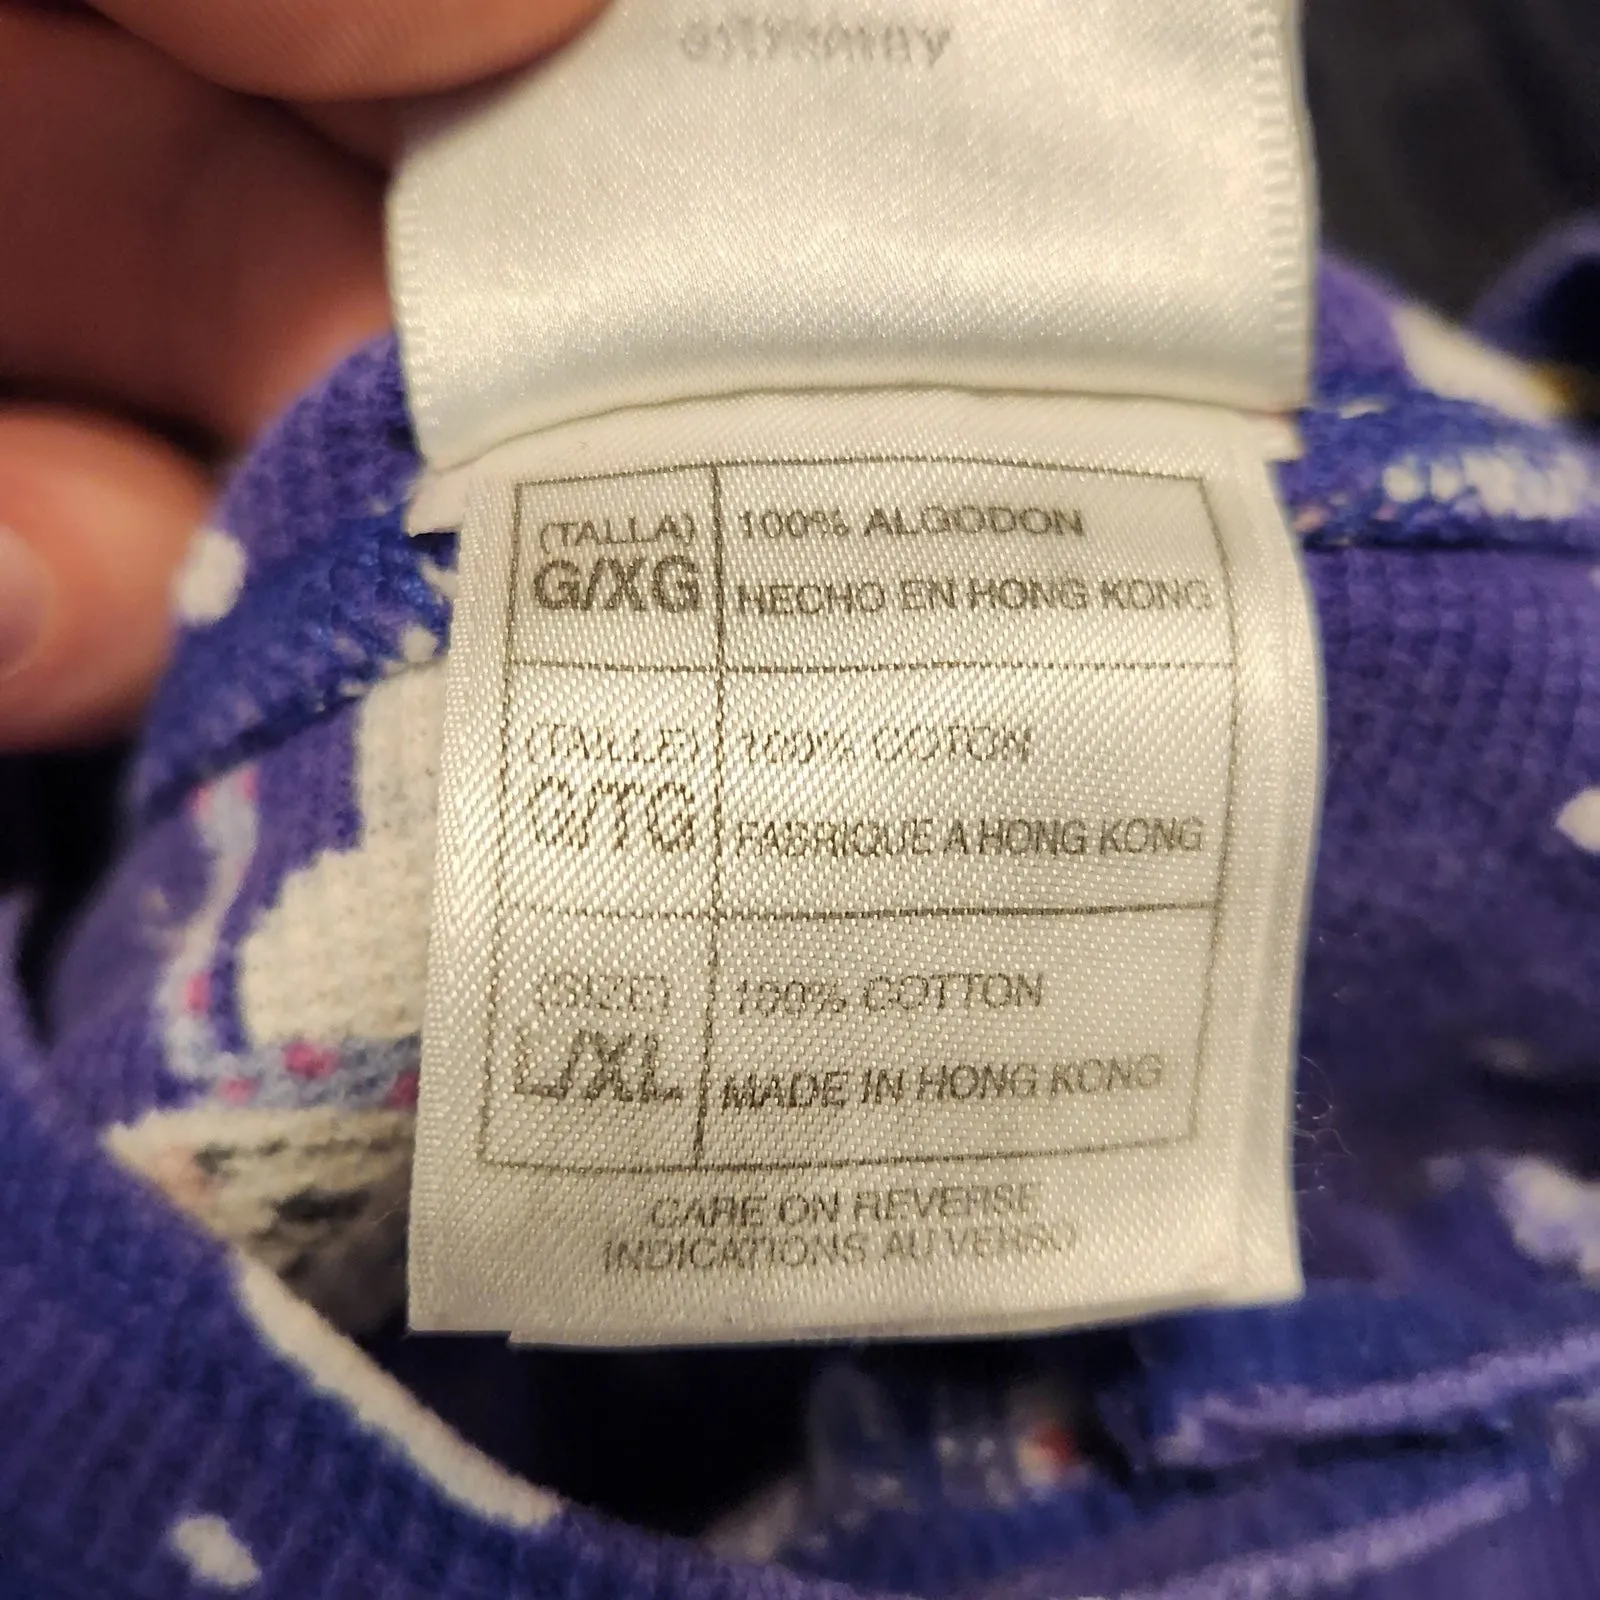 (TALLA)
G/XG
100% ALGODON
HECHO EN HONG KONG
(TAILLE)
G/TG
100% COTON
FABRIQUE A HONG KONG
(SIZE)
L/XL
100% COTTON
MADE IN HONG KONG
CARE ON REVERSE
INDICATIONS AU VERSO